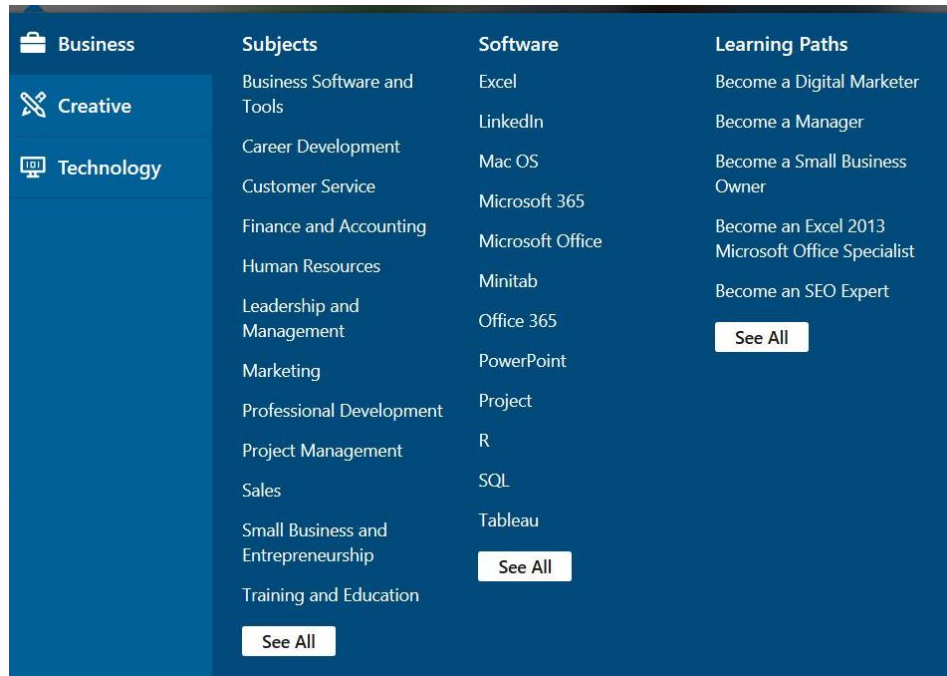 Business
Creative
Technology
Subjects
Business Software and
Tools
Career Development
Customer Service
Finance and Accounting
Human Resources
Leadership and
Management
Marketing
Professional Development
Project Management
Sales
Small Business and
Entrepreneurship
Training and Education
See All
Software
Excel
LinkedIn
Mac OS
Microsoft 365
Microsoft Office
Minitab
Office 365
PowerPoint
Project
R
SQL
Tableau
See All
Learning Paths
Become a Digital Marketer
Become a Manager
Become a Small Business
Owner
Become an Excel 2013
Microsoft Office Specialist
Become an SEO Expert
See All